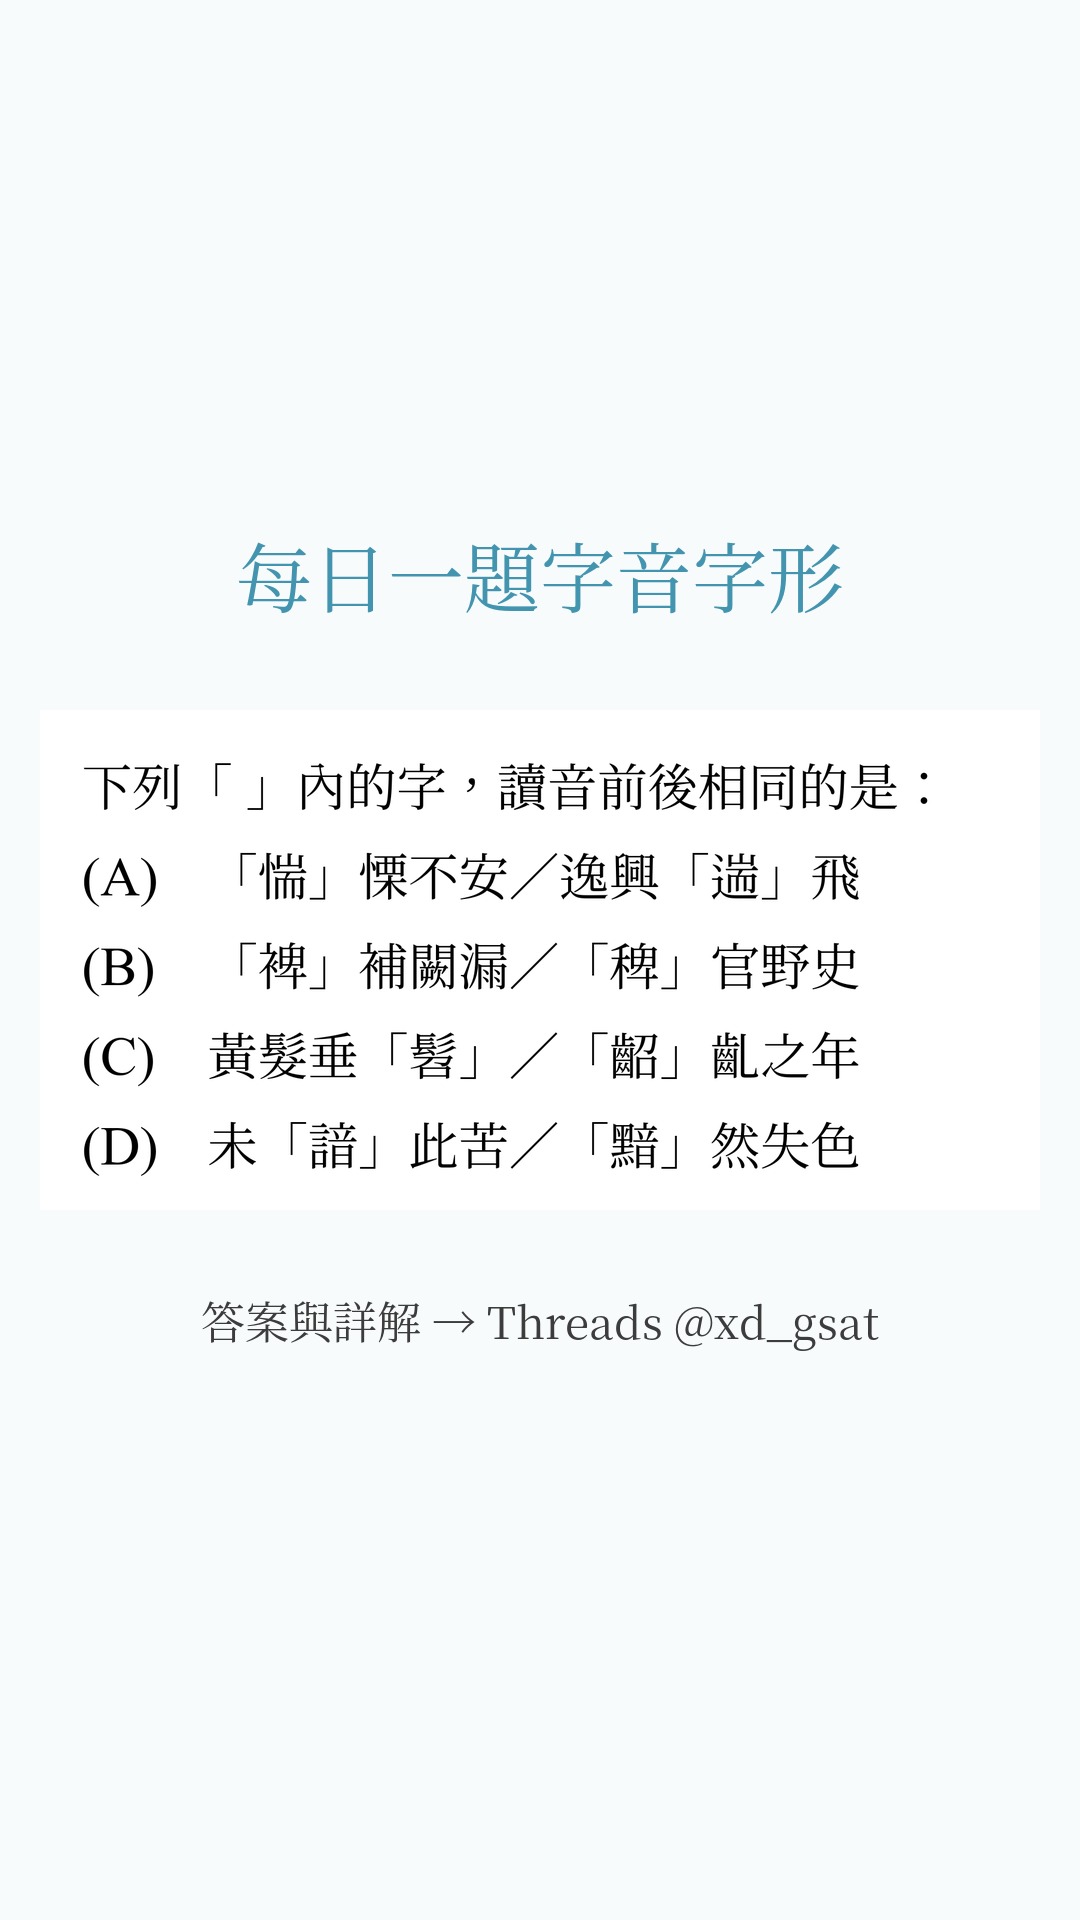 每日一題字音字形
下列「 」內的字，讀音前後相同的是：
(A) 「惴」慄不安／逸興「遄」飛
(B) 「裨」補闕漏／「稗」官野史
(C) 黃髮垂「髫」／「齠」齔之年
(D) 未「諳」此苦／「黯」然失色
答案與詳解 → Threads @xd_gsat